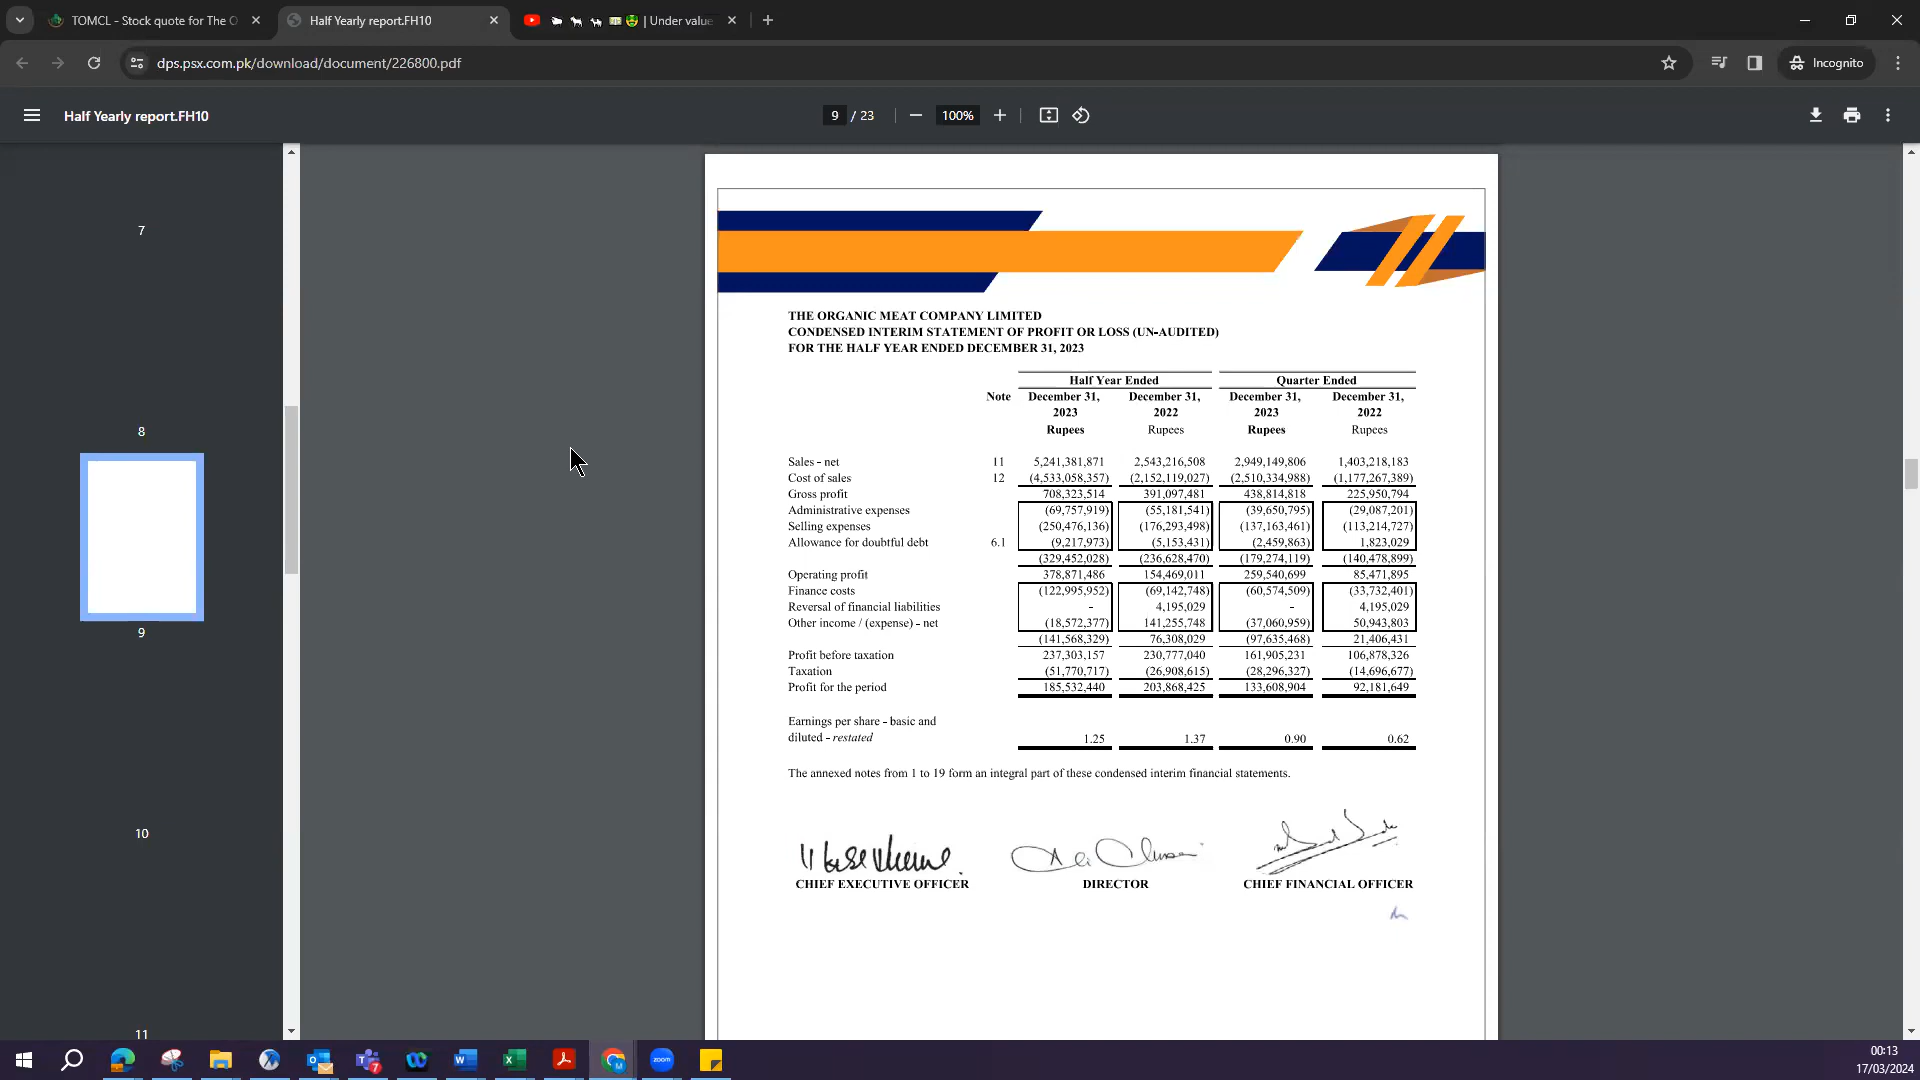 TOMCL - Stock quote for The O
Half Yearly report.FH10
| Under value
dps.psx.com.pk/download/document/226800.pdf
Incognito
Half Yearly report.FH10
9 / 23
100%
7
8
9
10
11
THE ORGANIC MEAT COMPANY LIMITED
CONDENSED INTERIM STATEMENT OF PROFIT OR LOSS (UN-AUDITED)
FOR THE HALF YEAR ENDED DECEMBER 31, 2023
Half Year Ended Quarter Ended
Note December 31, December 31, December 31, December 31,
2023 2022 2023 2022
Rupees Rupees Rupees Rupees
Sales - net 11 5,241,381,871 2,543,216,508 2,949,149,806 1,403,218,183
Cost of sales 12 (4,533,058,357) (2,152,119,027) (2,510,334,988) (1,177,267,389)
Gross profit 708,323,514 391,097,481 438,814,818 225,950,794
Administrative expenses (69,757,919) (55,181,541) (39,650,795) (29,087,201)
Selling expenses (250,476,136) (176,293,498) (137,163,461) (113,214,727)
Allowance for doubtful debt 6.1 (9,217,973) (5,153,431) (2,459,863) 1,823,029
(329,452,028) (236,628,470) (179,274,119) (140,478,899)
Operating profit 378,871,486 154,469,011 259,540,699 85,471,895
Finance costs (122,995,952) (69,142,748) (60,574,509) (33,732,401)
Reversal of financial liabilities - 4,195,029 - 4,195,029
Other income / (expense) - net (18,572,377) 141,255,748 (37,060,959) 50,943,803
(141,568,329) 76,308,029 (97,635,468) 21,406,431
Profit before taxation 237,303,157 230,777,040 161,905,231 106,878,326
Taxation (51,770,717) (26,908,615) (28,296,327) (14,696,677)
Profit for the period 185,532,440 203,868,425 133,608,904 92,181,649
Earnings per share - basic and
diluted - restated 1.25 1.37 0.90 0.62
The annexed notes from 1 to 19 form an integral part of these condensed interim financial statements.
CHIEF EXECUTIVE OFFICER DIRECTOR CHIEF FINANCIAL OFFICER
7
zoom
00:13
17/03/2024